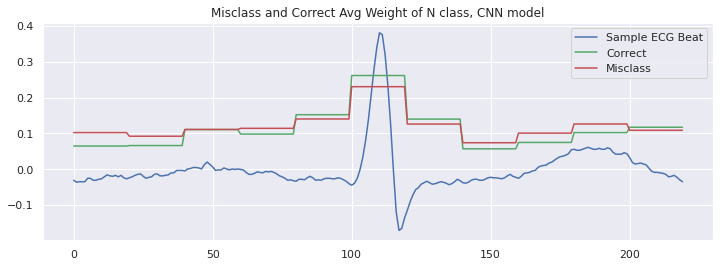 Misclass and Correct Avg Weight of N class, CNN model
Sample ECG Beat
Correct
Misclass
0.4
0.3
0.2
0.1
0.0
−0.1
0 50 100 150 200